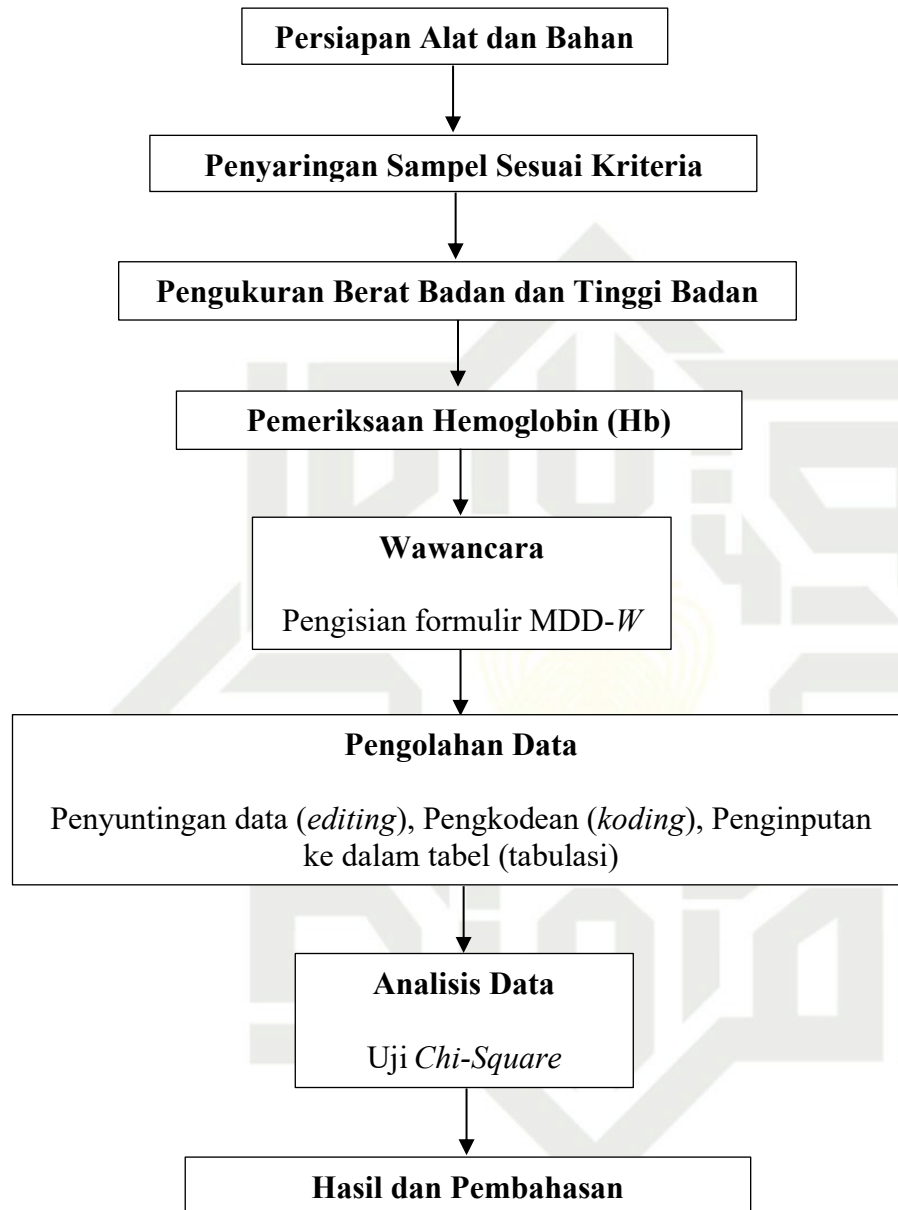 Persiapan Alat dan Bahan
Penyaringan Sampel Sesuai Kriteria
Pengukuran Berat Badan dan Tinggi Badan
Pemeriksaan Hemoglobin (Hb)
Wawancara
Pengisian formulir MDD-W
Pengolahan Data
Penyuntingan data (editing), Pengkodean (koding), Penginputan
ke dalam tabel (tabulasi)
Analisis Data
Uji Chi-Square
Hasil dan Pembahasan